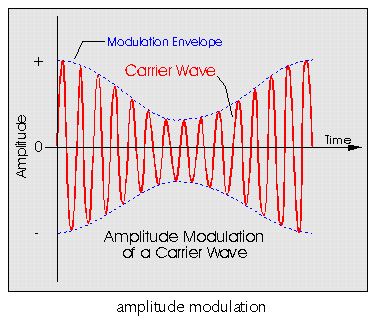 Modulation Envelope
+
Carrier Wave
Amplitude
0
Time
-
Amplitude Modulation
of a Carrier Wave
amplitude modulation